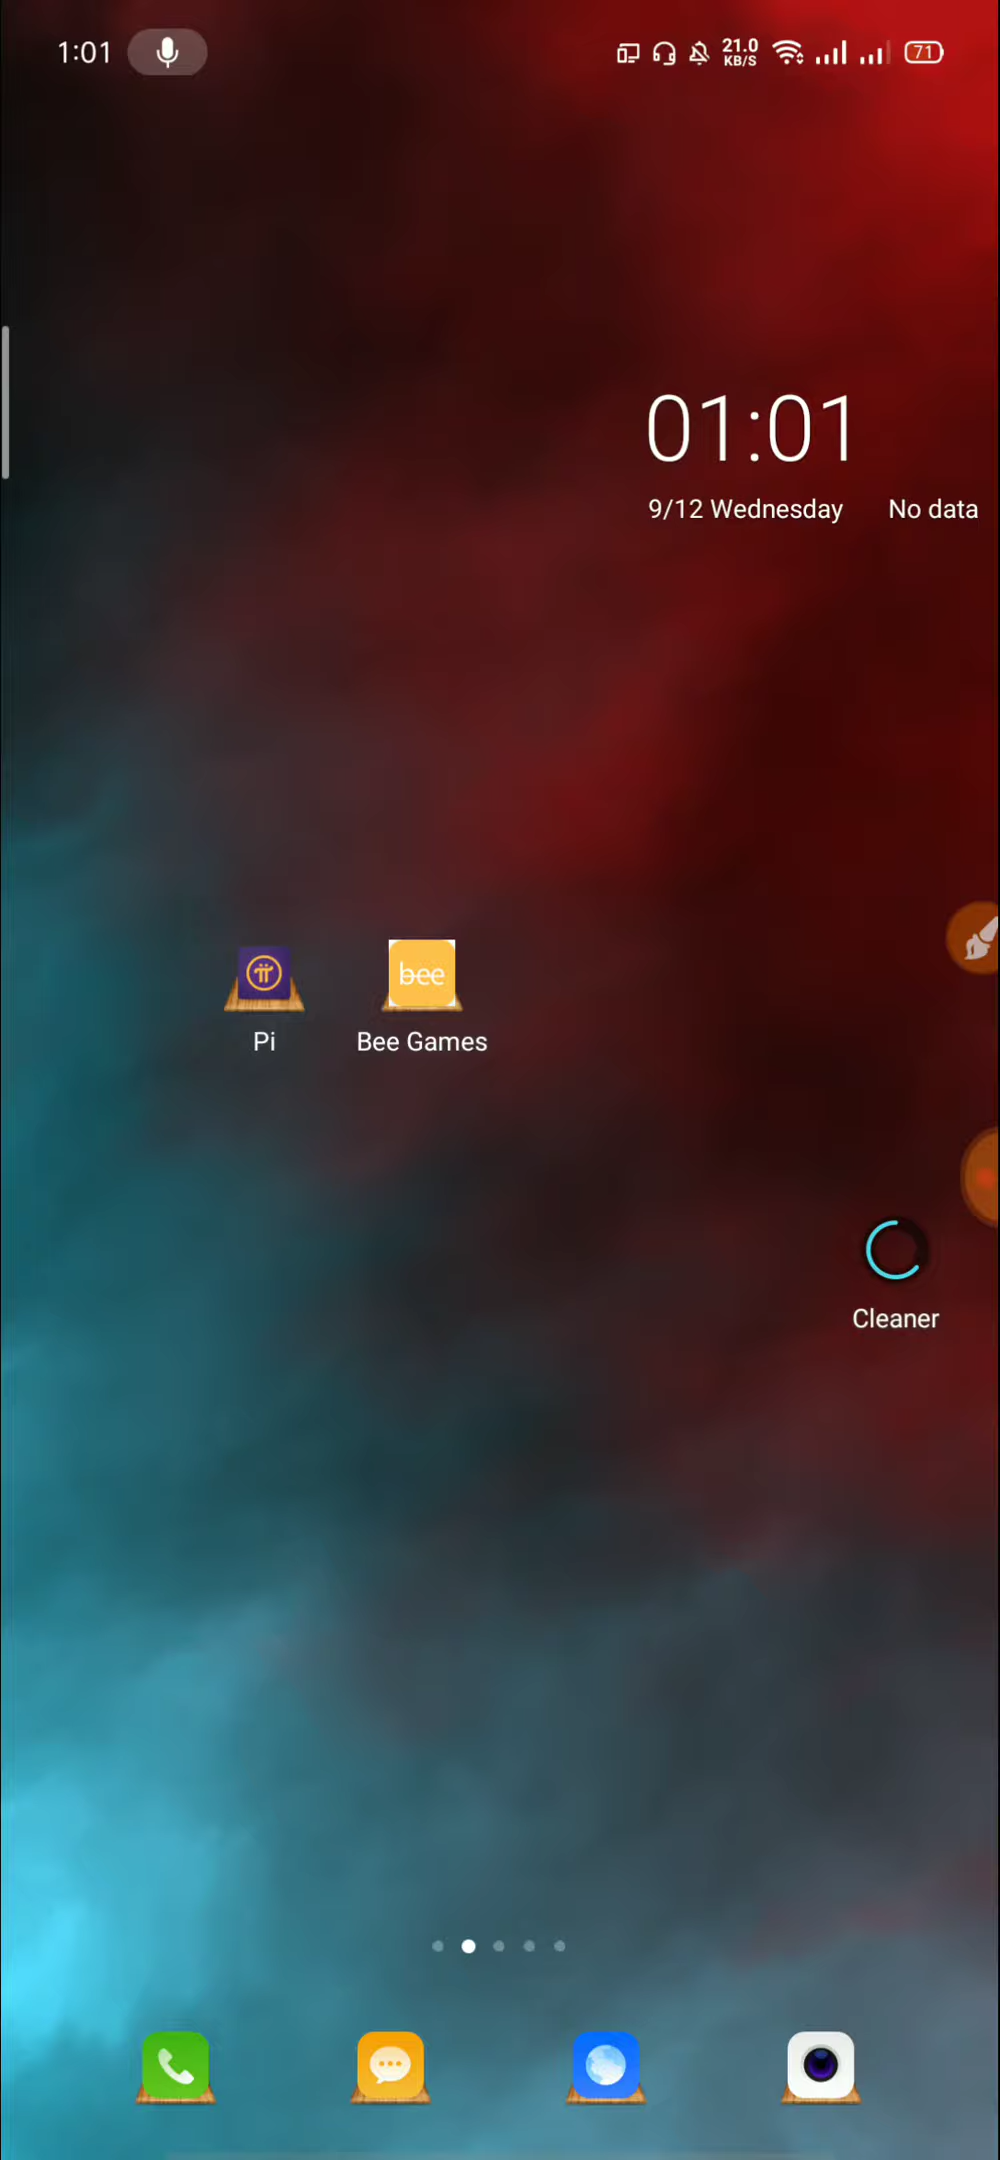 1:01
21.0
KB/S
71
01:01
9/12 Wednesday No data
bee
Pi Bee Games
Cleaner